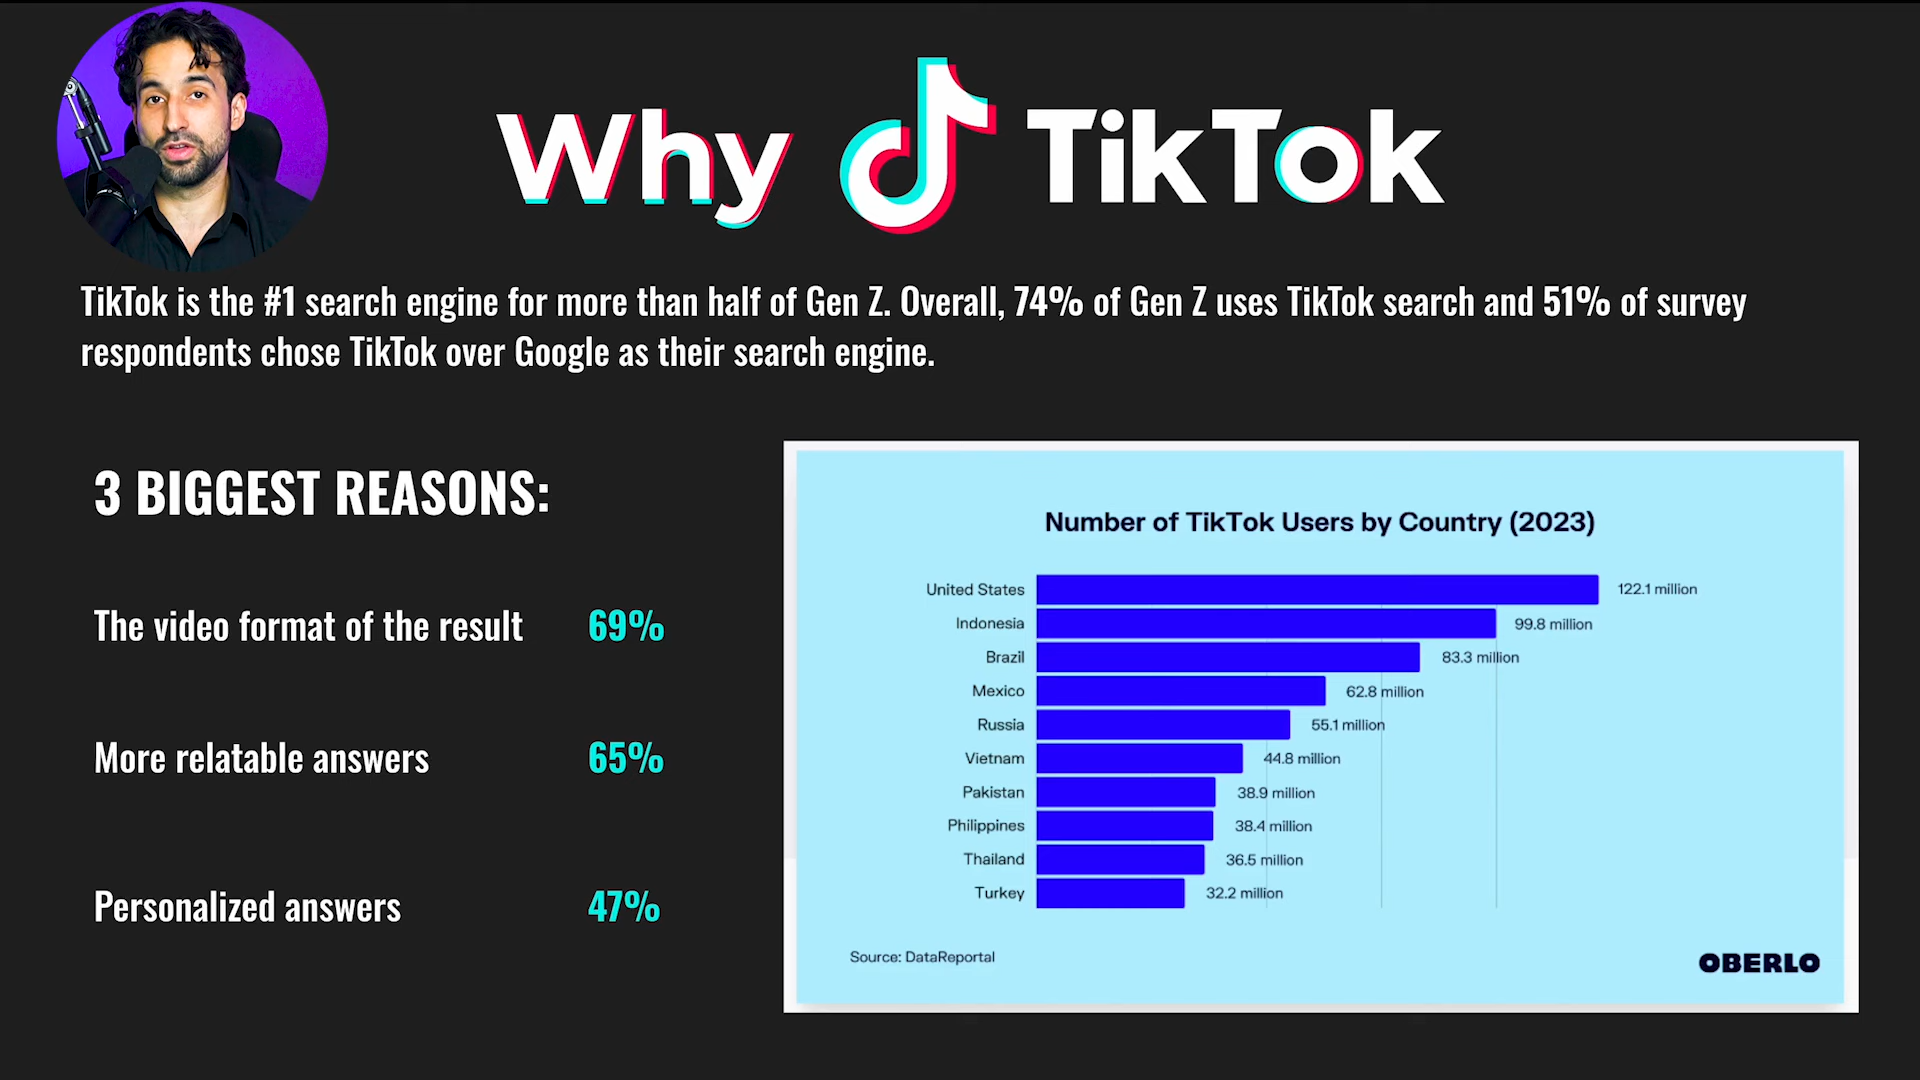 Why TikTok
TikTok is the #1 search engine for more than half of Gen Z. Overall, 74% of Gen Z uses TikTok search and 51% of survey
respondents chose TikTok over Google as their search engine.
3 BIGGEST REASONS:
The video format of the result 69%
More relatable answers 65%
Personalized answers 47%
Number of TikTok Users by Country (2023)
United States 122.1 million
Indonesia 99.8 million
Brazil 83.3 million
Mexico 62.8 million
Russia 55.1 million
Vietnam 44.8 million
Pakistan 38.9 million
Philippines 38.4 million
Thailand 36.5 million
Turkey 32.2 million
Source: DataReportal
OBERLO